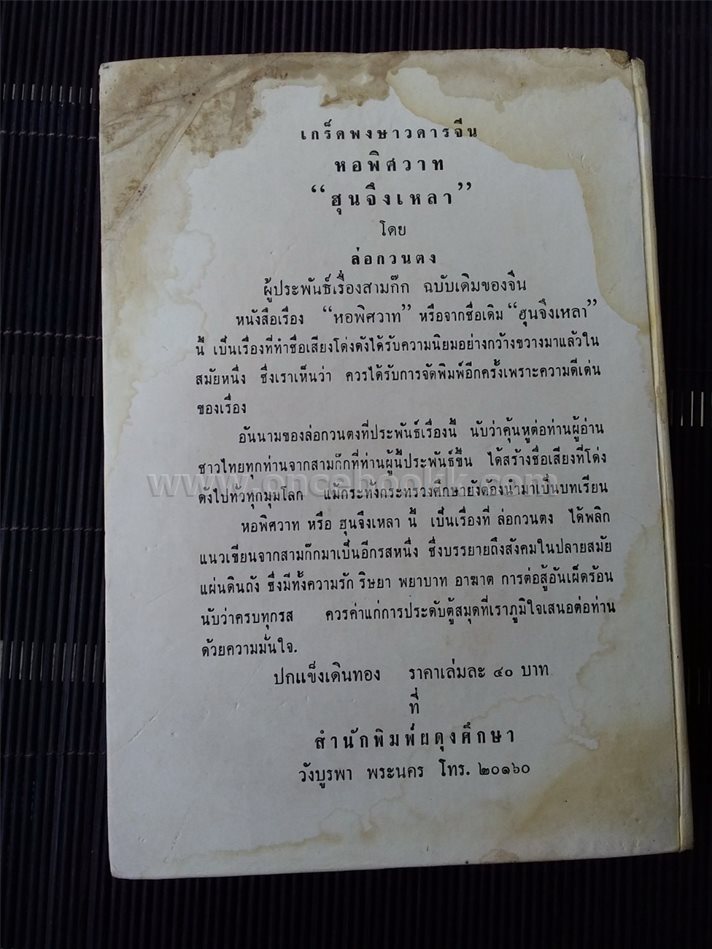 เกร็ดพงษาวดารจีน
หอพิศวาท
“ฮุนจึงเหลา”
โดย
ล่อกวนตง
ผู้ประพันธ์เรื่องสามก๊ก ฉบับเดิมของจีน
หนังสือเรื่อง “หอพิศวาท” หรือจากชื่อเดิม “ฮุนจึงเหลา”
นี้ เป็นเรื่องที่ทำชื่อเสียงโด่งดังได้รับความนิยมอย่างกว้างขวางมาแล้วใน
สมัยหนึ่ง ซึ่งเราเห็นว่า ควรได้รับการจัดพิมพ์อีกครั้งเพราะความดีเด่น
ของเรื่อง
อันนามของล่อกวนตงที่ประพันธ์เรื่องนี้ นับว่าคุ้นหูต่อท่านผู้อ่าน
ชาวไทยทุกท่านจากสามก๊กที่ท่านผู้นี้ประพันธ์ขึ้น ได้สร้างชื่อเสียงที่โด่ง
ดังไปทั่วทุกมุมโลก แม้กระทั่งกระทรวงศึกษายังต้องนำมาเป็นบทเรียน
www.oncebookk.com
หอพิศวาท หรือ ฮุนจึงเหลา นี้ เป็นเรื่องที่ ล่อกวนตง ได้พลิก
แนวเขียนจากสามก๊กมาเป็นอีกรสหนึ่ง ซึ่งบรรยายถึงสังคมในปลายสมัย
แผ่นดินถัง ซึ่งมีทั้งความรัก ริษยา พยาบาท อาฆาต การต่อสู้อันเผ็ดร้อน
นับว่าครบทุกรส ควรค่าแก่การประดับตู้สมุดที่เราภูมิใจเสนอต่อท่าน
ด้วยความมั่นใจ.
ปกแข็งเดินทอง ราคาเล่มละ ๔๐ บาท
ที่
สำนักพิมพ์ผดุงศึกษา
วังบูรพา พระนคร โทร. ๒๐๑๖๐